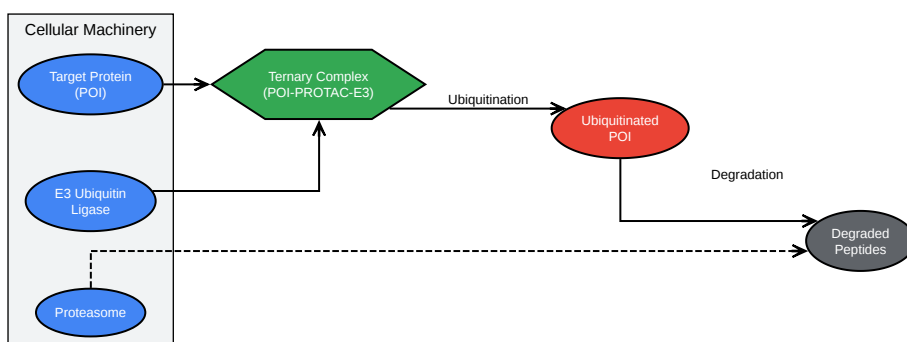 Cellular Machinery
Target Protein
(POI)
Ternary Complex
(POI-PROTAC-E3)
Ubiquitination
Ubiquitinated
POI
E3 Ubiquitin
Ligase
Degradation
Degraded
Peptides
Proteasome